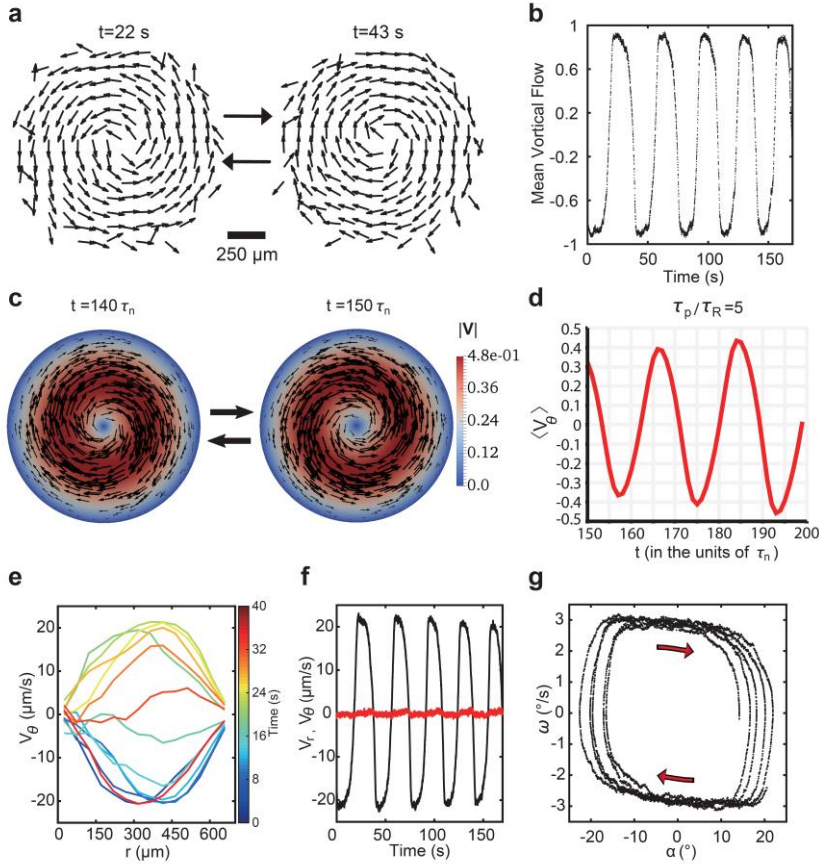 a
t=22 s
t=43 s
250 µm
b
Mean Vortical Flow
1
0.6
0.2
-0.2
-0.6
-1
0
50
100
150
Time (s)
c
t =140 τn
t =150 τn
|V|
4.8e-01
0.36
0.24
0.12
0.0
d
τp/τR=5
⟨Vθ⟩
0.5
0.4
0.3
0.2
0.1
0
-0.1
-0.2
-0.3
-0.4
-0.5
150
160
170
180
190
200
t (in the units of τn)
e
Vθ (µm/s)
20
10
0
-10
-20
0
150
300
450
600
r (µm)
40
32
24
16
8
0
Time (s)
f
Vr , Vθ (µm/s)
20
10
0
-10
-20
0
50
100
150
Time (s)
g
ω (°/s)
3
2
1
0
-1
-2
-3
-20
-10
0
10
20
α (°)